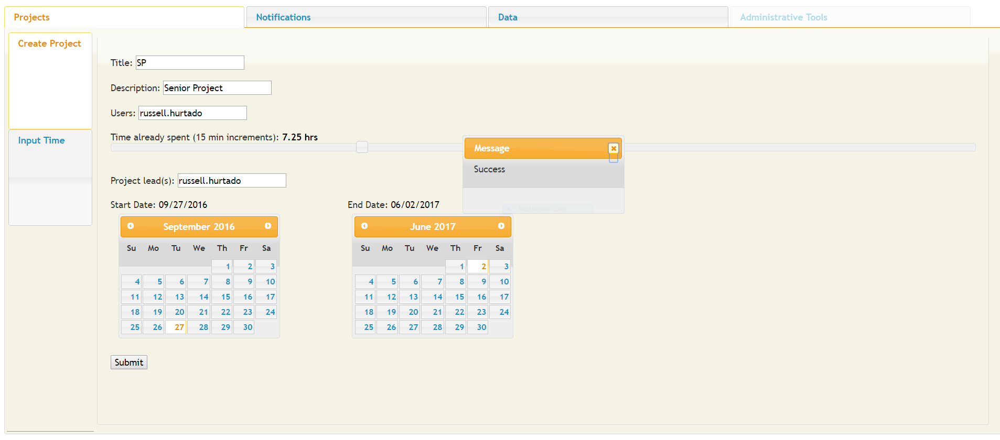 Projects Notifications Data Administrative Tools
Create Project
Input Time
Title: SP
Description: Senior Project
Users: russell.hurtado
Time already spent (15 min increments): 7.25 hrs
Message
Success
Project lead(s): russell.hurtado
Start Date: 09/27/2016 End Date: 06/02/2017
September 2016
Su Mo Tu We Th Fr Sa
1 2 3
4 5 6 7 8 9 10
11 12 13 14 15 16 17
18 19 20 21 22 23 24
25 26 27 28 29 30
June 2017
Su Mo Tu We Th Fr Sa
1 2 3
4 5 6 7 8 9 10
11 12 13 14 15 16 17
18 19 20 21 22 23 24
25 26 27 28 29 30
Submit